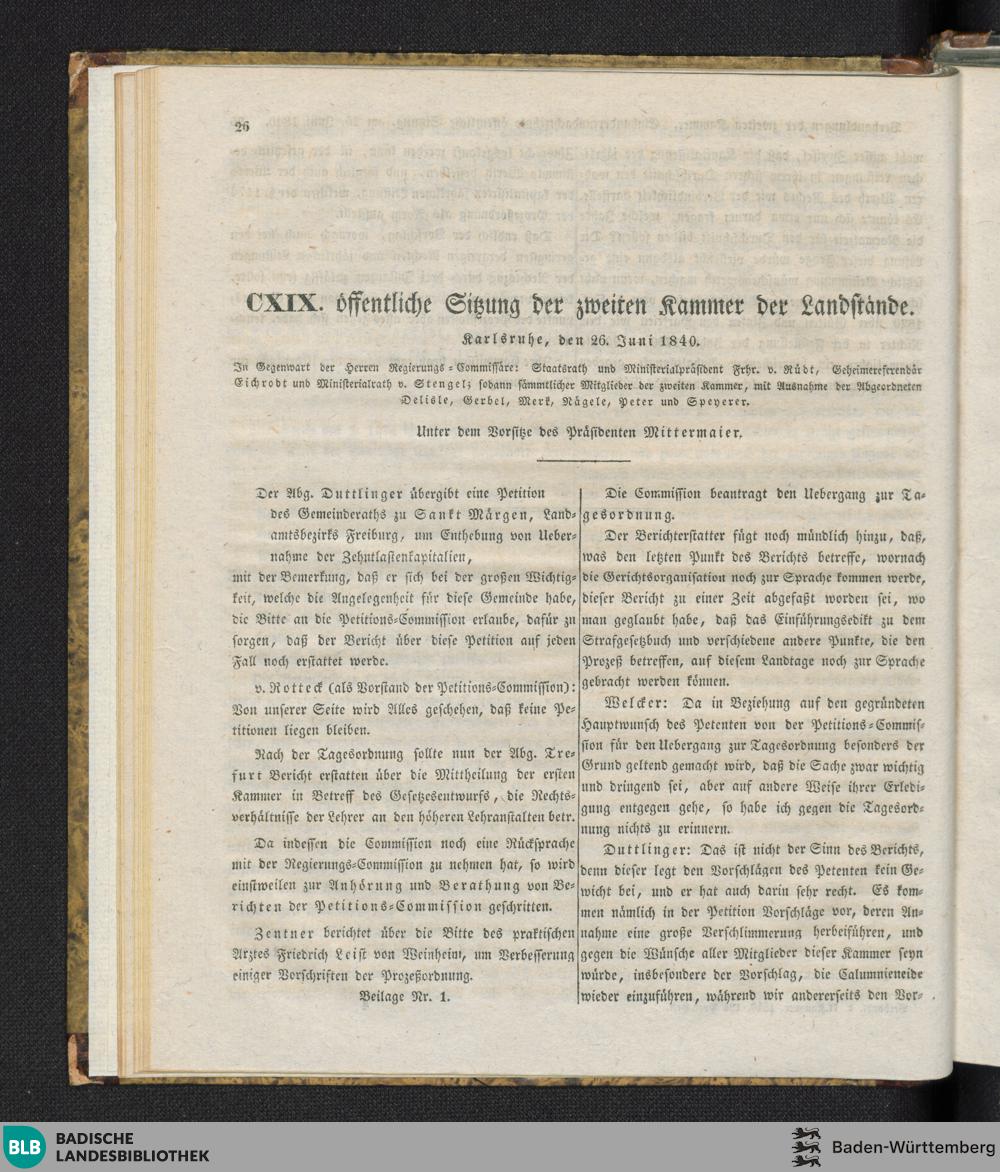 26
CXIX. öffentliche Sitzung der zweiten Kammer der Landstände.
Karlsruhe, den 26. Juni 1840.
In Gegenwart der Herren Regierungs-Commissäre: Staatsrath und Ministerialpräsident Frhr. v. Rüdt, Geheimereferendär
Eichrodt und Ministerialrath v. Stengel; sodann sämmtlicher Mitglieder der zweiten Kammer, mit Ausnahme der Abgeordneten
Delisle, Gerbel, Merk, Nägele, Peter und Speyerer.
Unter dem Vorsitze des Präsidenten Mittermaier.
Der Abg. Duttlinger übergibt eine Petition
des Gemeinderaths zu Sankt Märgen, Land-
amtsbezirks Freiburg, um Enthebung von Ueber-
nahme der Zehntlastenkapitalien,
mit der Bemerkung, daß er sich bei der großen Wichtig-
keit, welche die Angelegenheit für diese Gemeinde habe,
die Bitte an die Petitions-Commission erlaube, dafür zu
sorgen, daß der Bericht über diese Petition auf jeden
Fall noch erstattet werde.
v. Rotteck (als Vorstand der Petitions-Commission):
Von unserer Seite wird Alles geschehen, daß keine Pe-
titionen liegen bleiben.
Nach der Tagesordnung sollte nun der Abg. Tre-
furt Bericht erstatten über die Mittheilung der ersten
Kammer in Betreff des Gesetzesentwurfs, die Rechts-
verhältnisse der Lehrer an den höheren Lehranstalten betr.
Da indessen die Commission noch eine Rücksprache
mit der Regierungs-Commission zu nehmen hat, so wird
einstweilen zur Anhörung und Berathung von Be-
richten der Petitions-Commission geschritten.
Zentner berichtet über die Bitte des praktischen
Arztes Friedrich Leist von Weinheim, um Verbesserung
einiger Vorschriften der Prozeßordnung.
Beilage Nr. 1.
Die Commission beantragt den Uebergang zur Ta-
gesordnung.
Der Berichterstatter fügt noch mündlich hinzu, daß,
was den letzten Punkt des Berichts betreffe, wornach
die Gerichtsorganisation noch zur Sprache kommen werde,
dieser Bericht zu einer Zeit abgefaßt worden sei, wo
man geglaubt habe, daß das Einführungsedikt zu dem
Strafgesetzbuch und verschiedene andere Punkte, die den
Prozeß betreffen, auf diesem Landtage noch zur Sprache
gebracht werden können.
Welcker: Da in Beziehung auf den gegründeten
Hauptwunsch des Petenten von der Petitions-Commis-
sion für den Uebergang zur Tagesordnung besonders der
Grund geltend gemacht wird, daß die Sache zwar wichtig
und dringend sei, aber auf andere Weise ihrer Erledi-
gung entgegen gehe, so habe ich gegen die Tagesord-
nung nichts zu erinnern.
Duttlinger: Das ist nicht der Sinn des Berichts,
denn dieser legt den Vorschlägen des Petenten kein Ge-
wicht bei, und er hat auch darin sehr recht. Es kom-
men nämlich in der Petition Vorschläge vor, deren An-
nahme eine große Verschlimmerung herbeiführen, und
gegen die Wünsche aller Mitglieder dieser Kammer seyn
würde, insbesondere der Vorschlag, die Calumnieneide
wieder einzuführen, während wir andererseits den Vor-
BLB
BADISCHE
LANDESBIBLIOTHEK
Baden-Württemberg